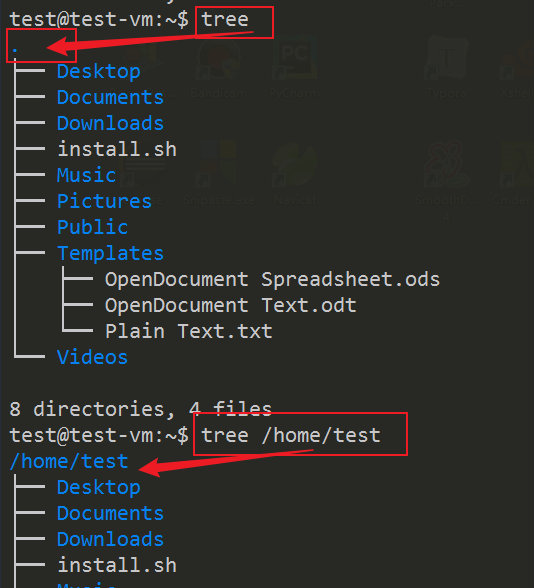 test@test-vm:~$ tree
.
├── Desktop
├── Documents
├── Downloads
├── install.sh
├── Music
├── Pictures
├── Public
├── Templates
│   ├── OpenDocument Spreadsheet.ods
│   ├── OpenDocument Text.odt
│   └── Plain Text.txt
└── Videos
8 directories, 4 files
test@test-vm:~$ tree /home/test
/home/test
├── Desktop
├── Documents
├── Downloads
├── install.sh